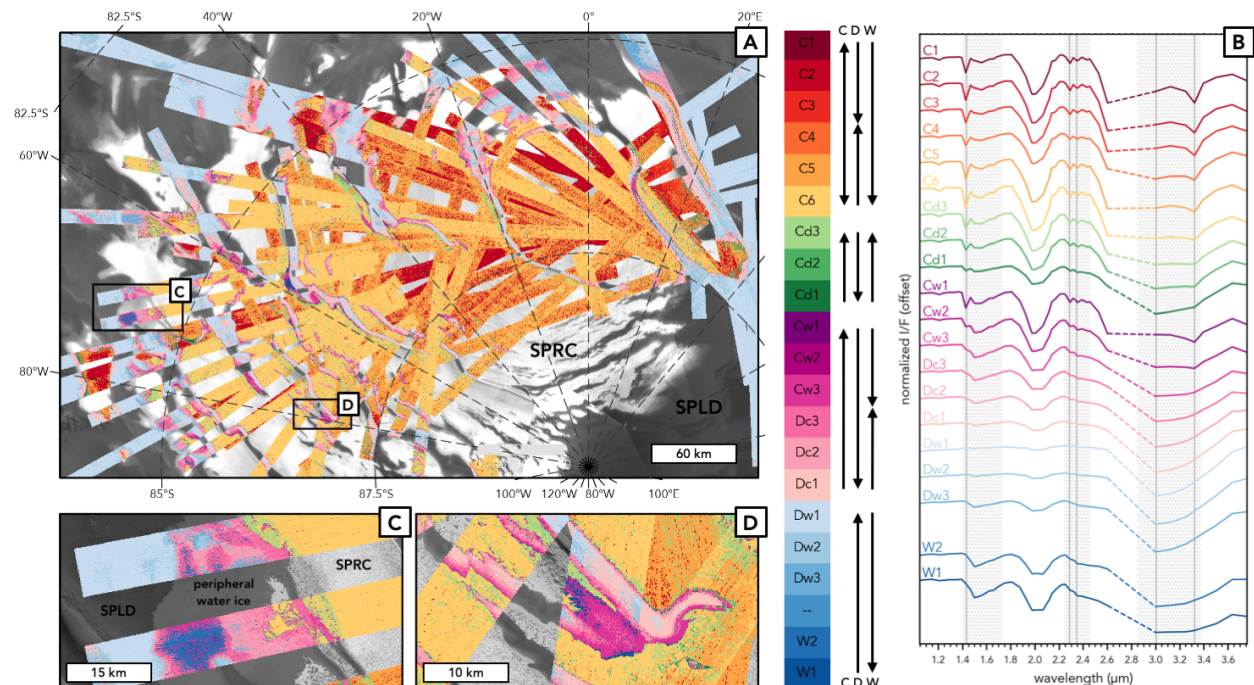 82.5°S 40°W 20°W 0° 20°E
A
82.5°S
60°W
80°W
C
D
SPRC
SPLD
60 km
85°S 87.5°S 100°W 120°W 80°W 100°E
C D W
C1
C2
C3
C4
C5
C6
Cd3
Cd2
Cd1
Cw1
Cw2
Cw3
Dc3
Dc2
Dc1
Dw1
Dw2
Dw3
--
W2
W1
C D W
B
C1
C2
C3
C4
C5
C6
Cd3
Cd2
Cd1
Cw1
Cw2
Cw3
Dc3
Dc2
Dc1
Dw1
Dw2
Dw3
W2
W1
normalized I/F (offset)
1.2 1.4 1.6 1.8 2.0 2.2 2.4 2.6 2.8 3.0 3.2 3.4 3.6
wavelength (μm)
C
SPRC
peripheral
water ice
SPLD
15 km
D
10 km